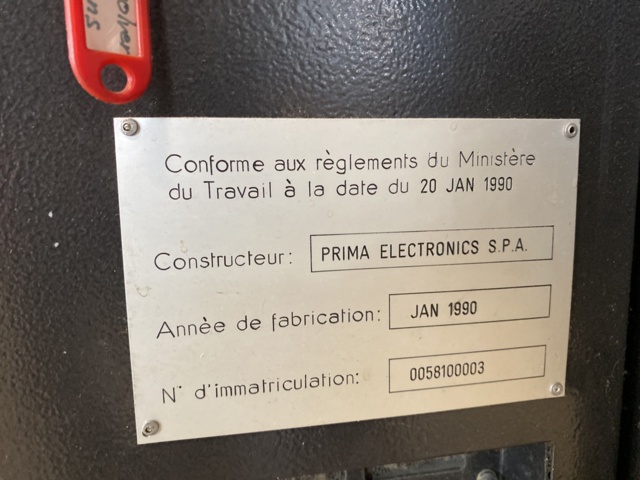 Conforme aux règlements du Ministère
du Travail à la date du 20 JAN 1990
Constructeur: PRIMA ELECTRONICS S.P.A.
Annèe de fabrication: JAN 1990
N° d'immatriculation: 0058100003